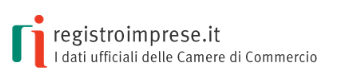 registroimprese.it
I dati ufficiali delle Camere di Commercio